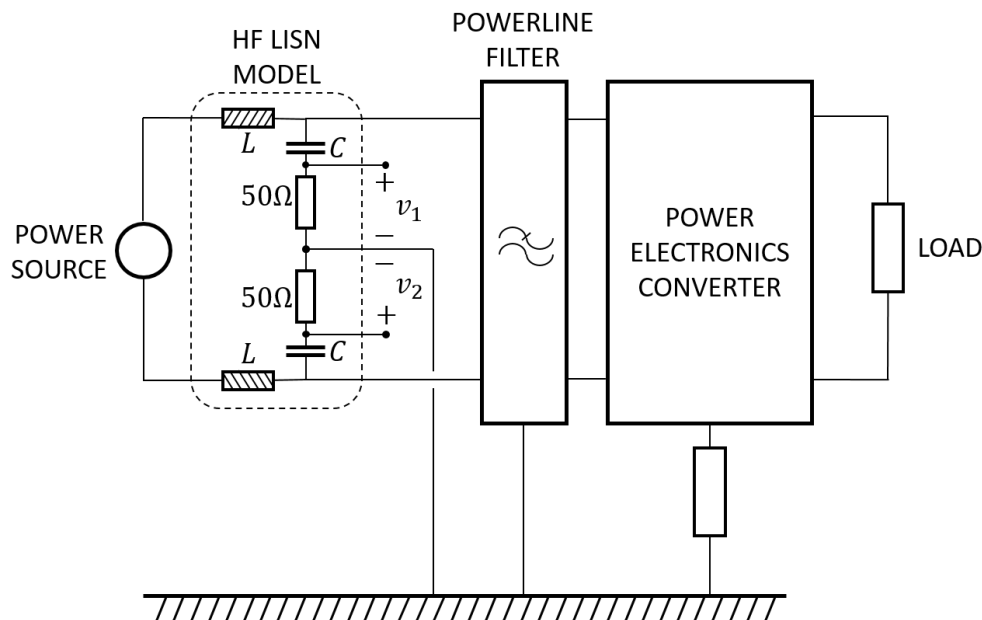 POWERLINE
FILTER
HF LISN
MODEL
L
C
50Ω
+
v₁
−
−
POWER
SOURCE
50Ω
v₂
+
L
C
POWER
ELECTRONICS
CONVERTER
LOAD